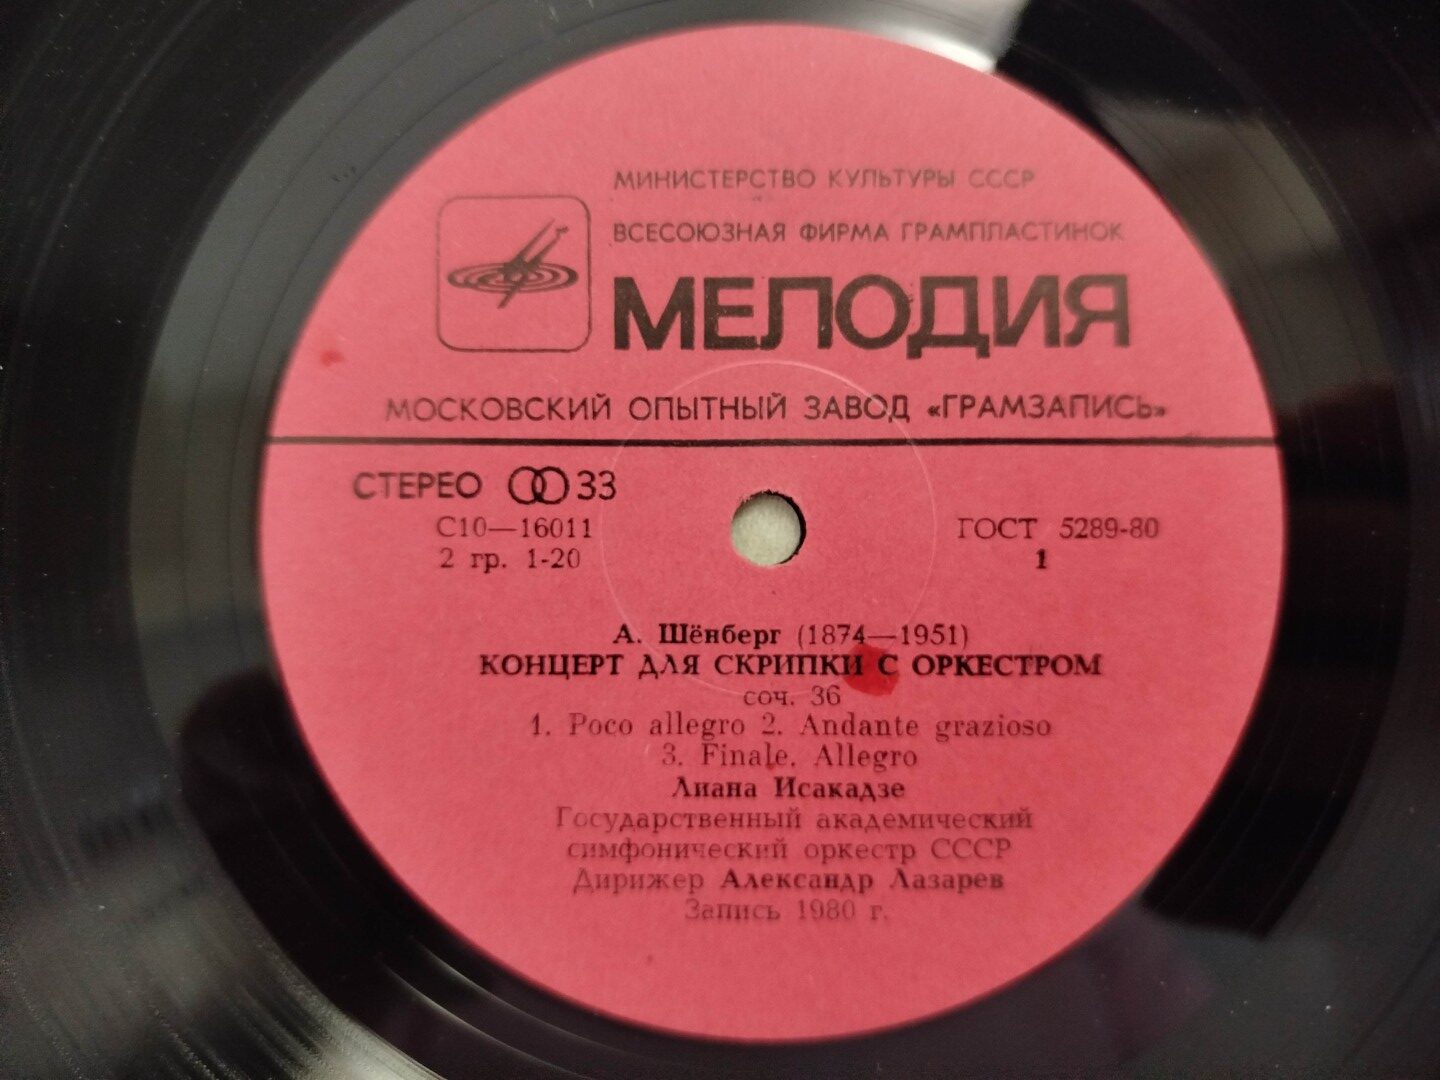 МИНИСТЕРСТВО КУЛЬТУРЫ СССР
ВСЕСОЮЗНАЯ ФИРМА ГРАМПЛАСТИНОК
МЕЛОДИЯ
МОСКОВСКИЙ ОПЫТНЫЙ ЗАВОД «ГРАМЗАПИСЬ»
СТЕРЕО 33
С10—16011
ГОСТ 5289-80
2 гр. 1-20
1
А. Шёнберг (1874—1951)
КОНЦЕРТ ДЛЯ СКРИПКИ С ОРКЕСТРОМ
соч. 36
1. Poco allegro 2. Andante grazioso
3. Finale. Allegro
Лиана Исакадзе
Государственный академический
симфонический оркестр СССР
Дирижер Александр Лазарев
Запись 1980 г.